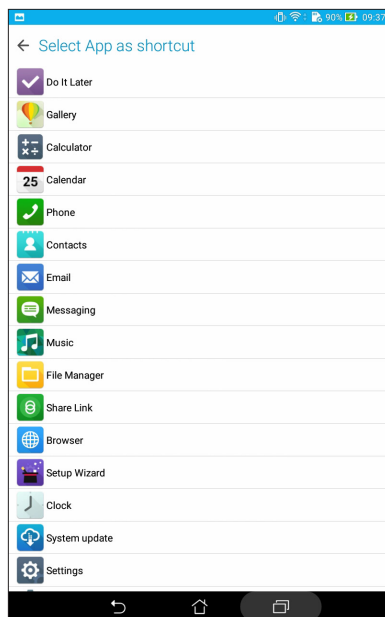 90% 09:37
Select App as shortcut
Do It Later
Gallery
Calculator
25 Calendar
Phone
Contacts
Email
Messaging
Music
File Manager
Share Link
Browser
Setup Wizard
Clock
System update
Settings